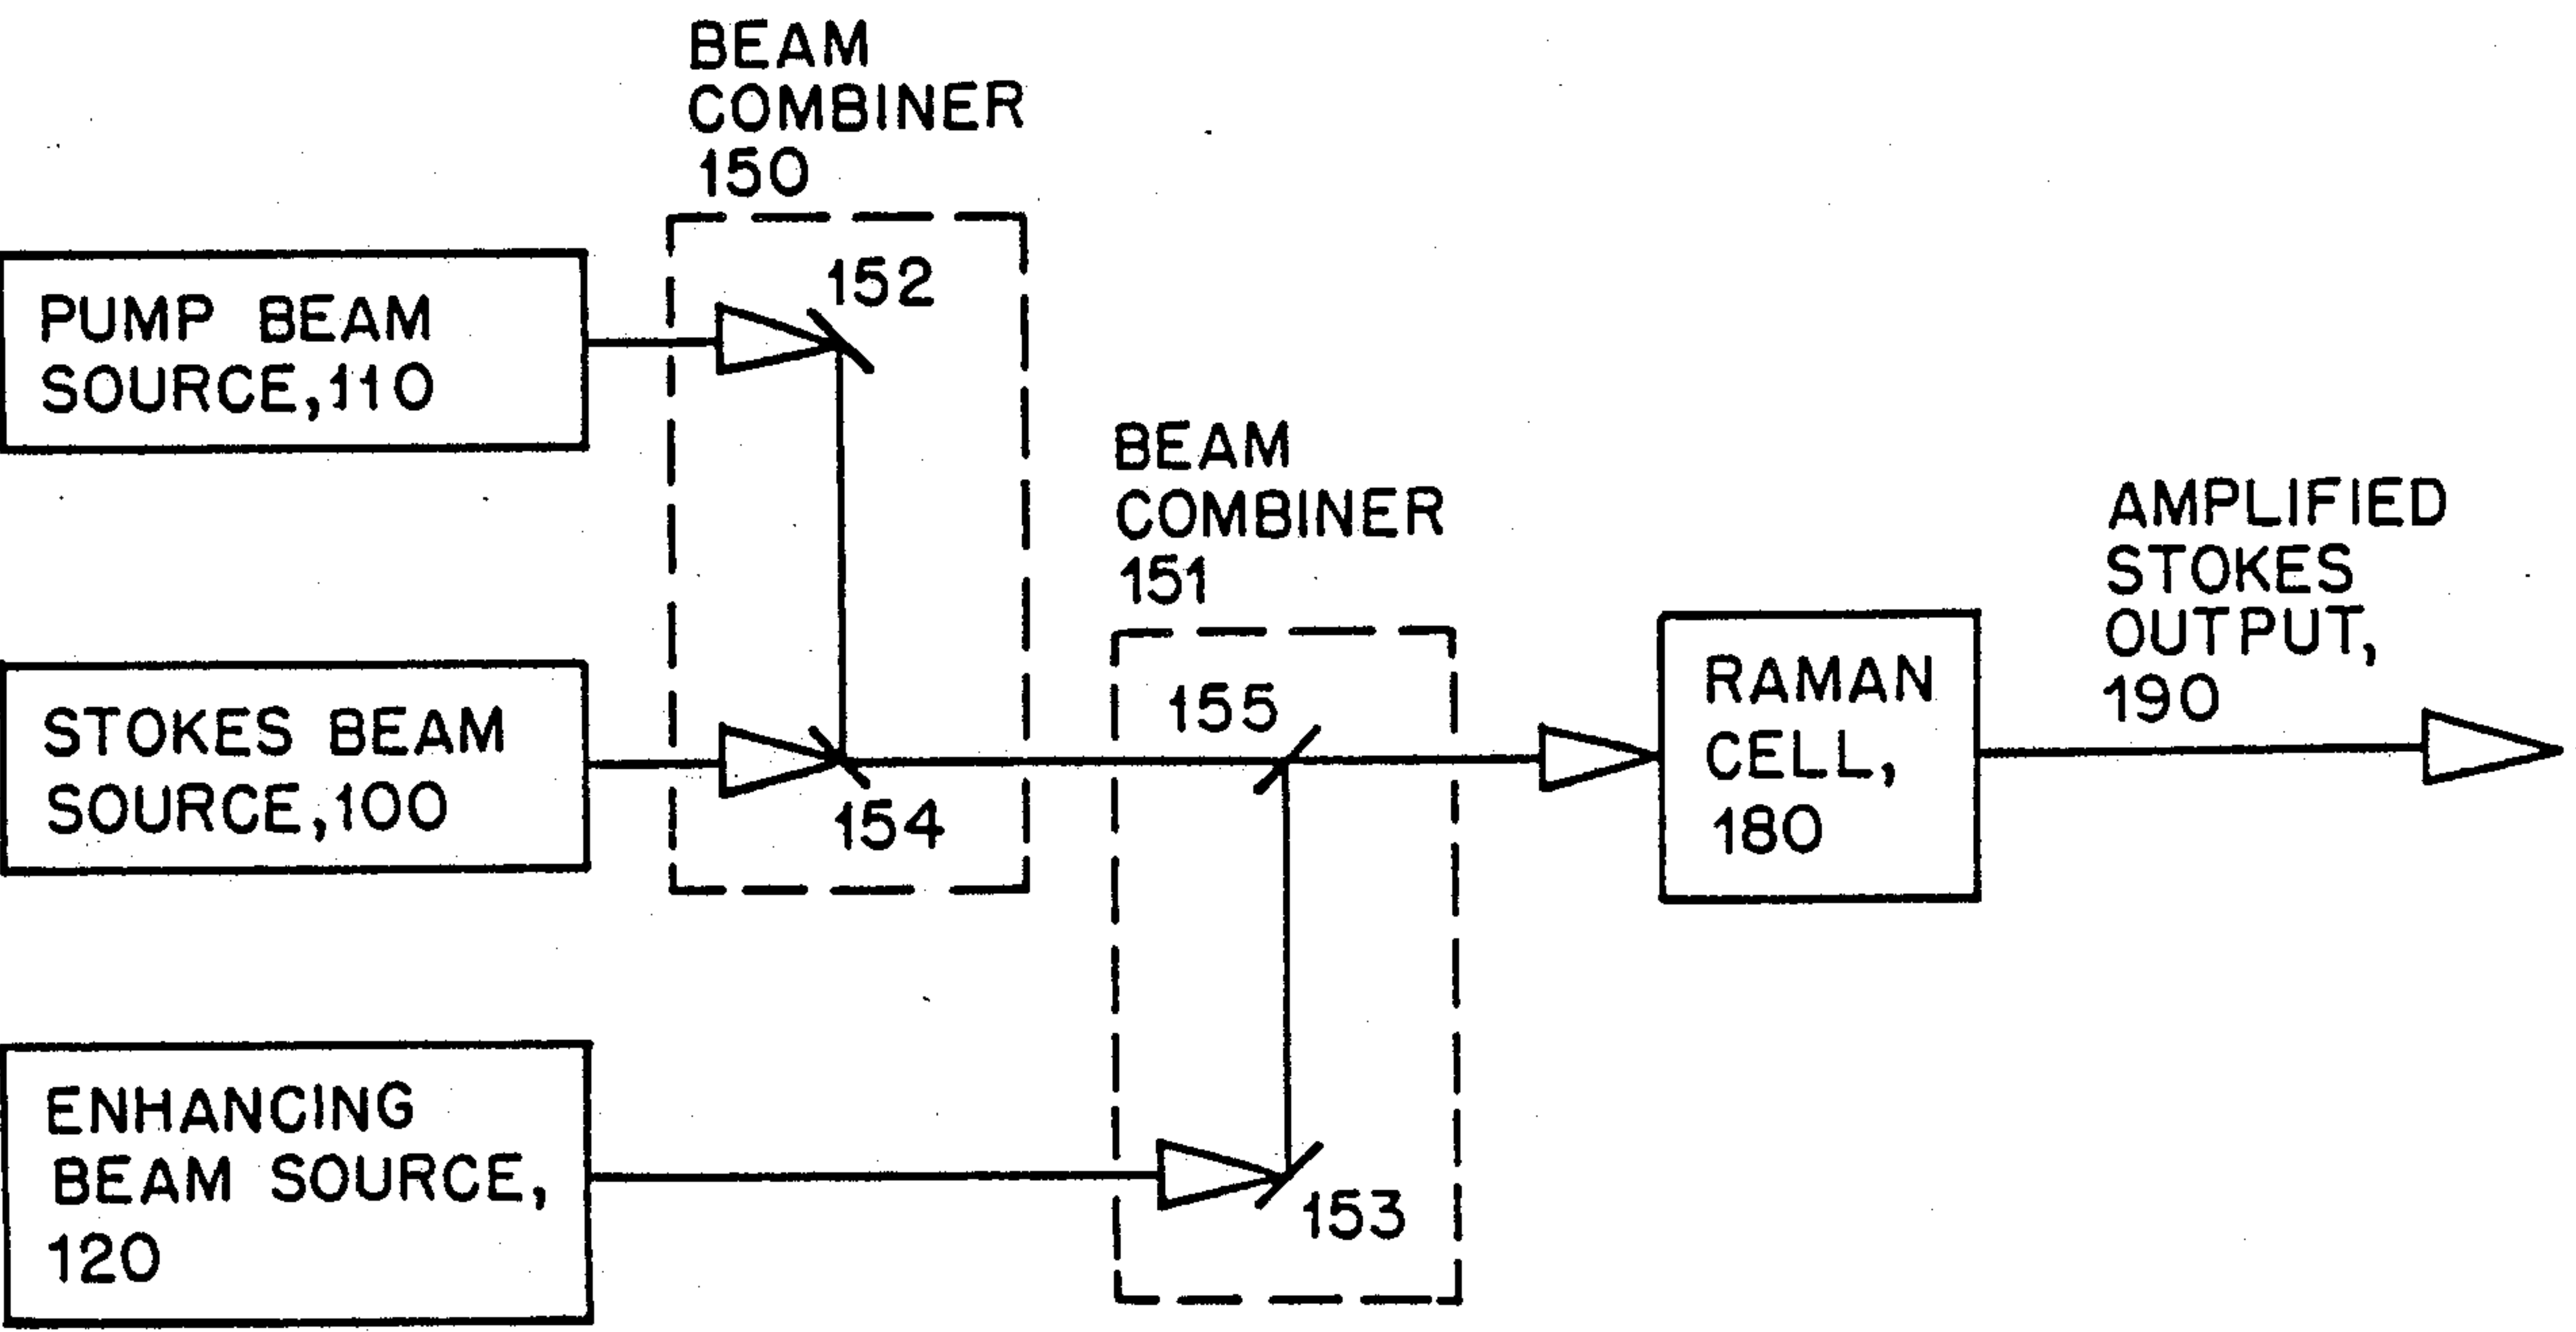 BEAM
COMBINER
150
152
PUMP BEAM
SOURCE,110
BEAM
COMBINER
151
AMPLIFIED
STOKES
OUTPUT,
190
STOKES BEAM
SOURCE,100
154
155
RAMAN
CELL,
180
ENHANCING
BEAM SOURCE,
120
153